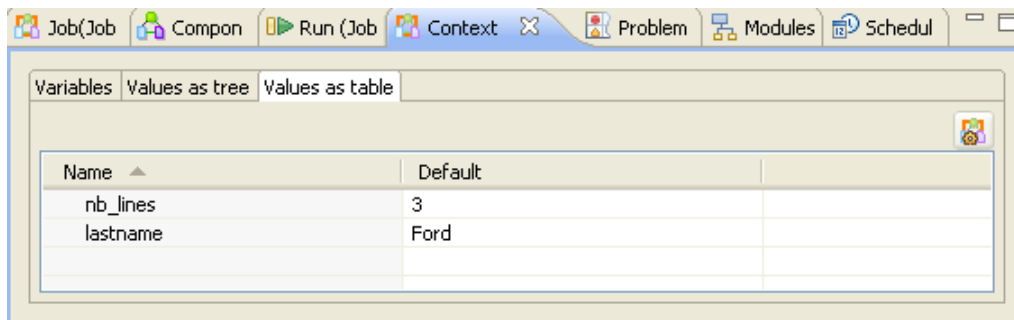 Job(Job Compon Run (Job Context Problem Modules Schedul
Variables Values as tree Values as table
Name Default
nb_lines 3
lastname Ford